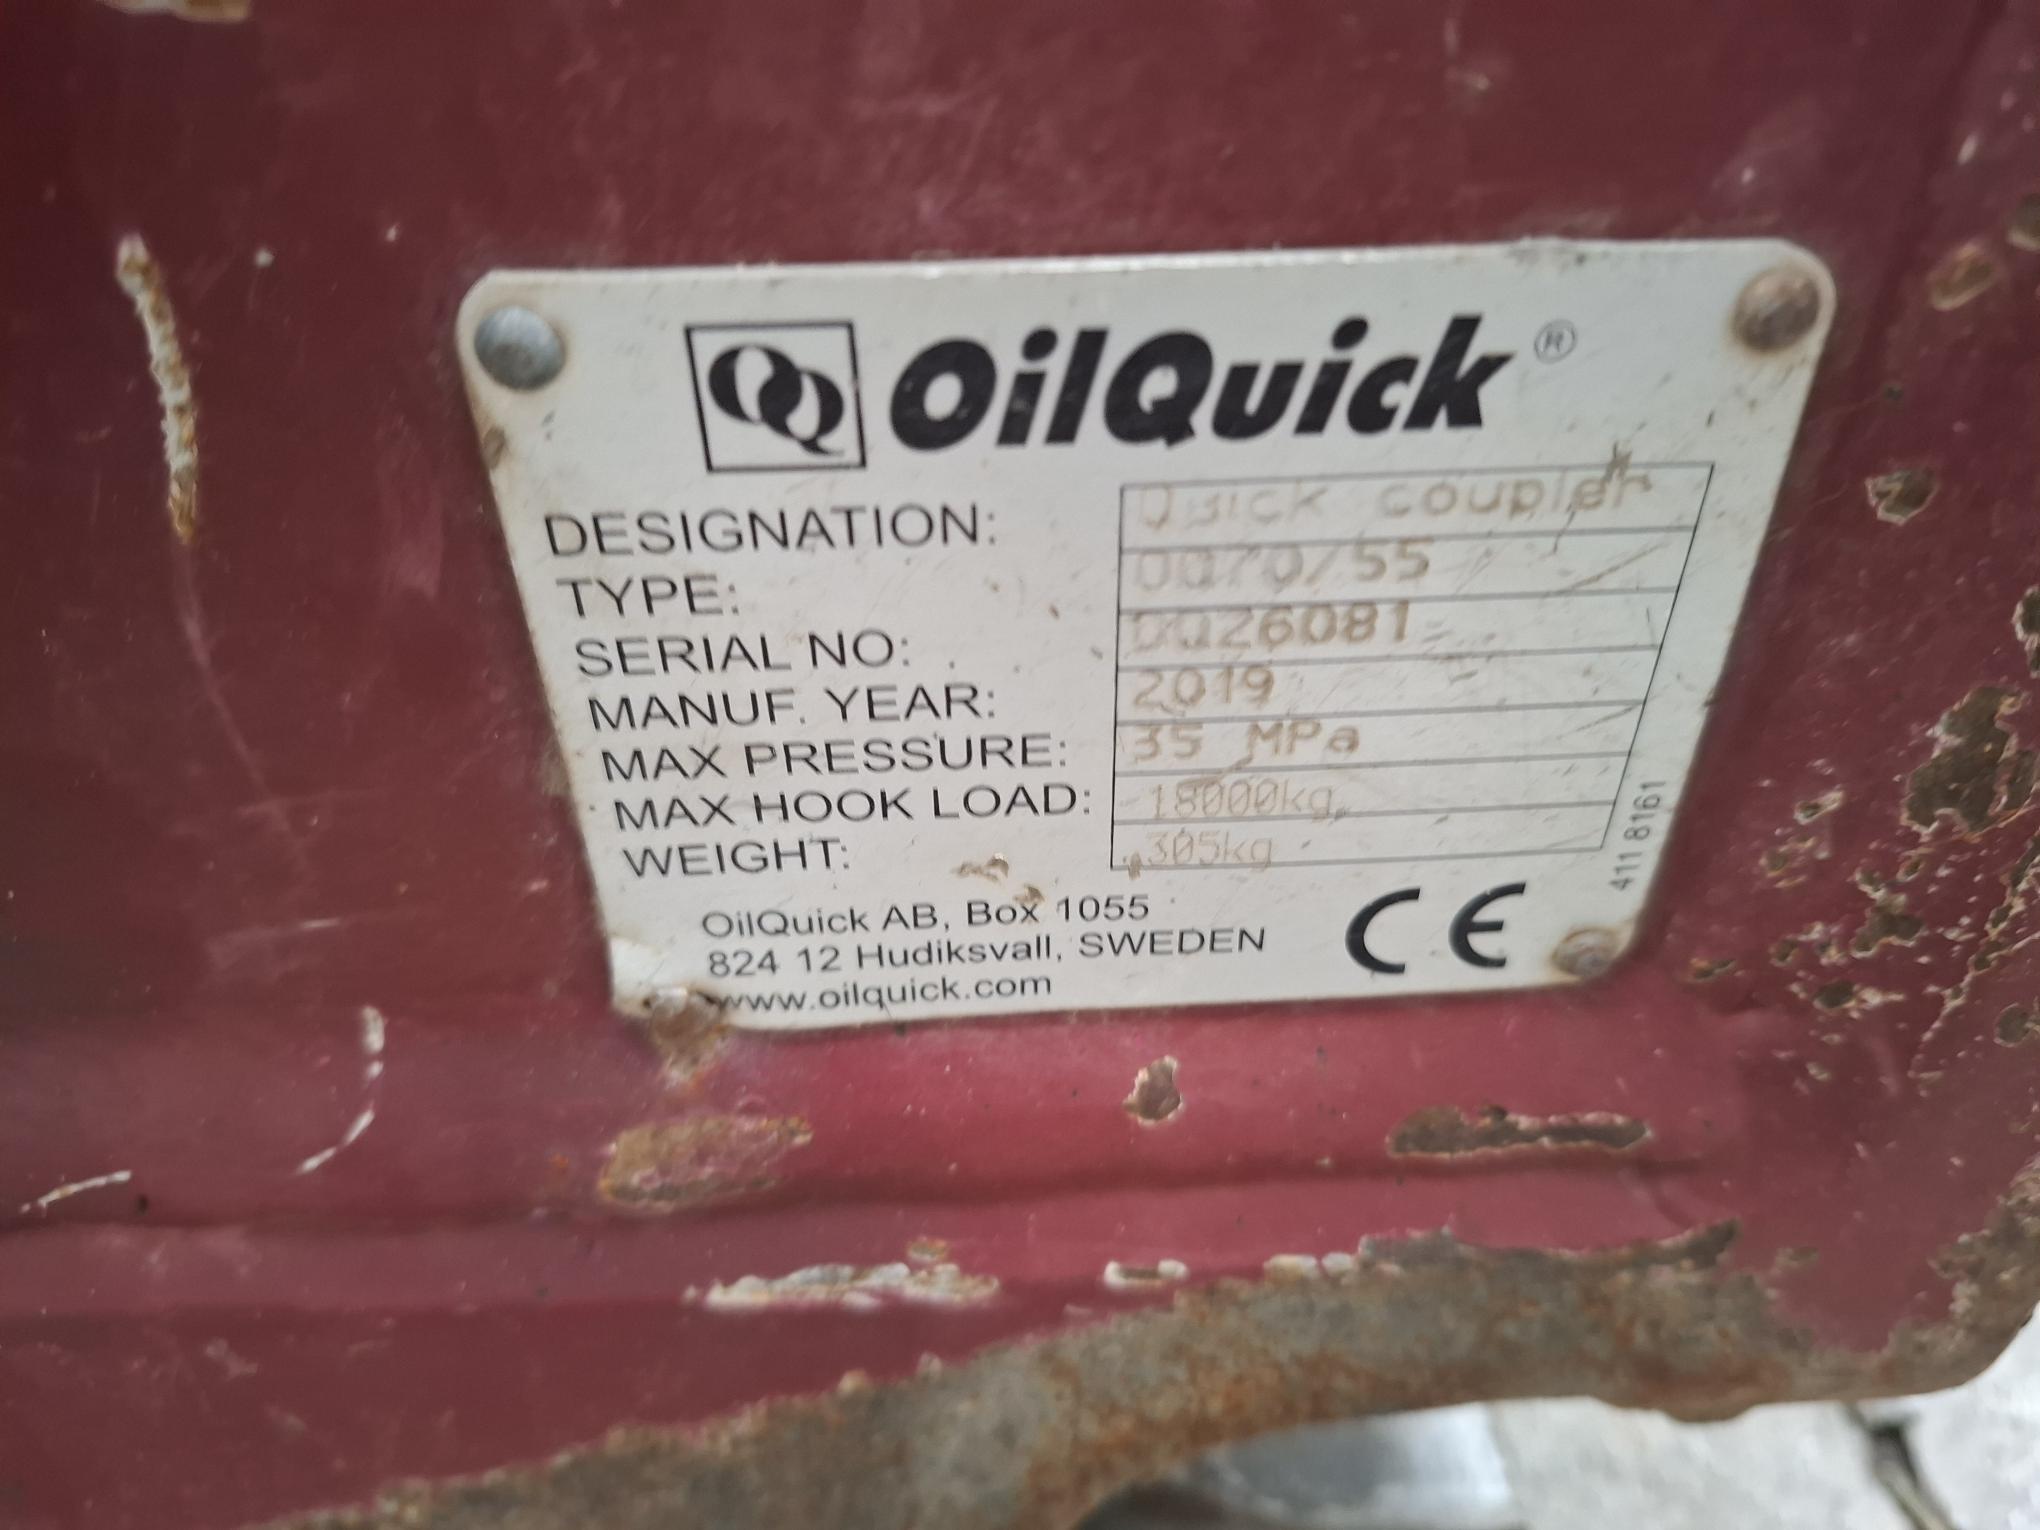 QQ OilQuick ®
DESIGNATION: Quick coupler
TYPE: OQ70/55
SERIAL NO: OQ26081
MANUF. YEAR: 2019
MAX PRESSURE: 35 MPa
MAX HOOK LOAD: 18000kg
WEIGHT: 305kg
411 8161
OilQuick AB, Box 1055
824 12 Hudiksvall, SWEDEN
www.oilquick.com
CE